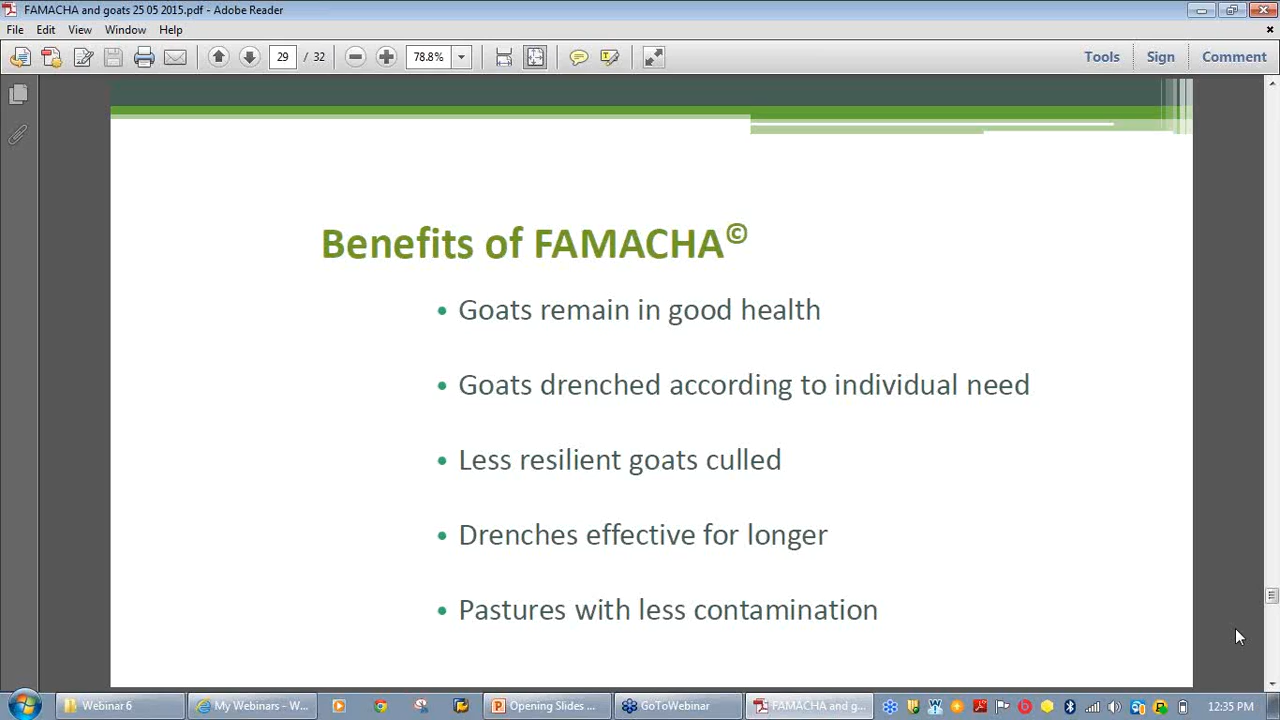 FAMACHA and goats 25 05 2015.pdf - Adobe Reader
File Edit View Window Help
29 / 32 78.8% Tools Sign Comment
Benefits of FAMACHA©
• Goats remain in good health
• Goats drenched according to individual need
• Less resilient goats culled
• Drenches effective for longer
• Pastures with less contamination
Webinar6 My Webinars - W... Opening Slides ... GoToWebinar FAMACHA and g... 12:35 PM